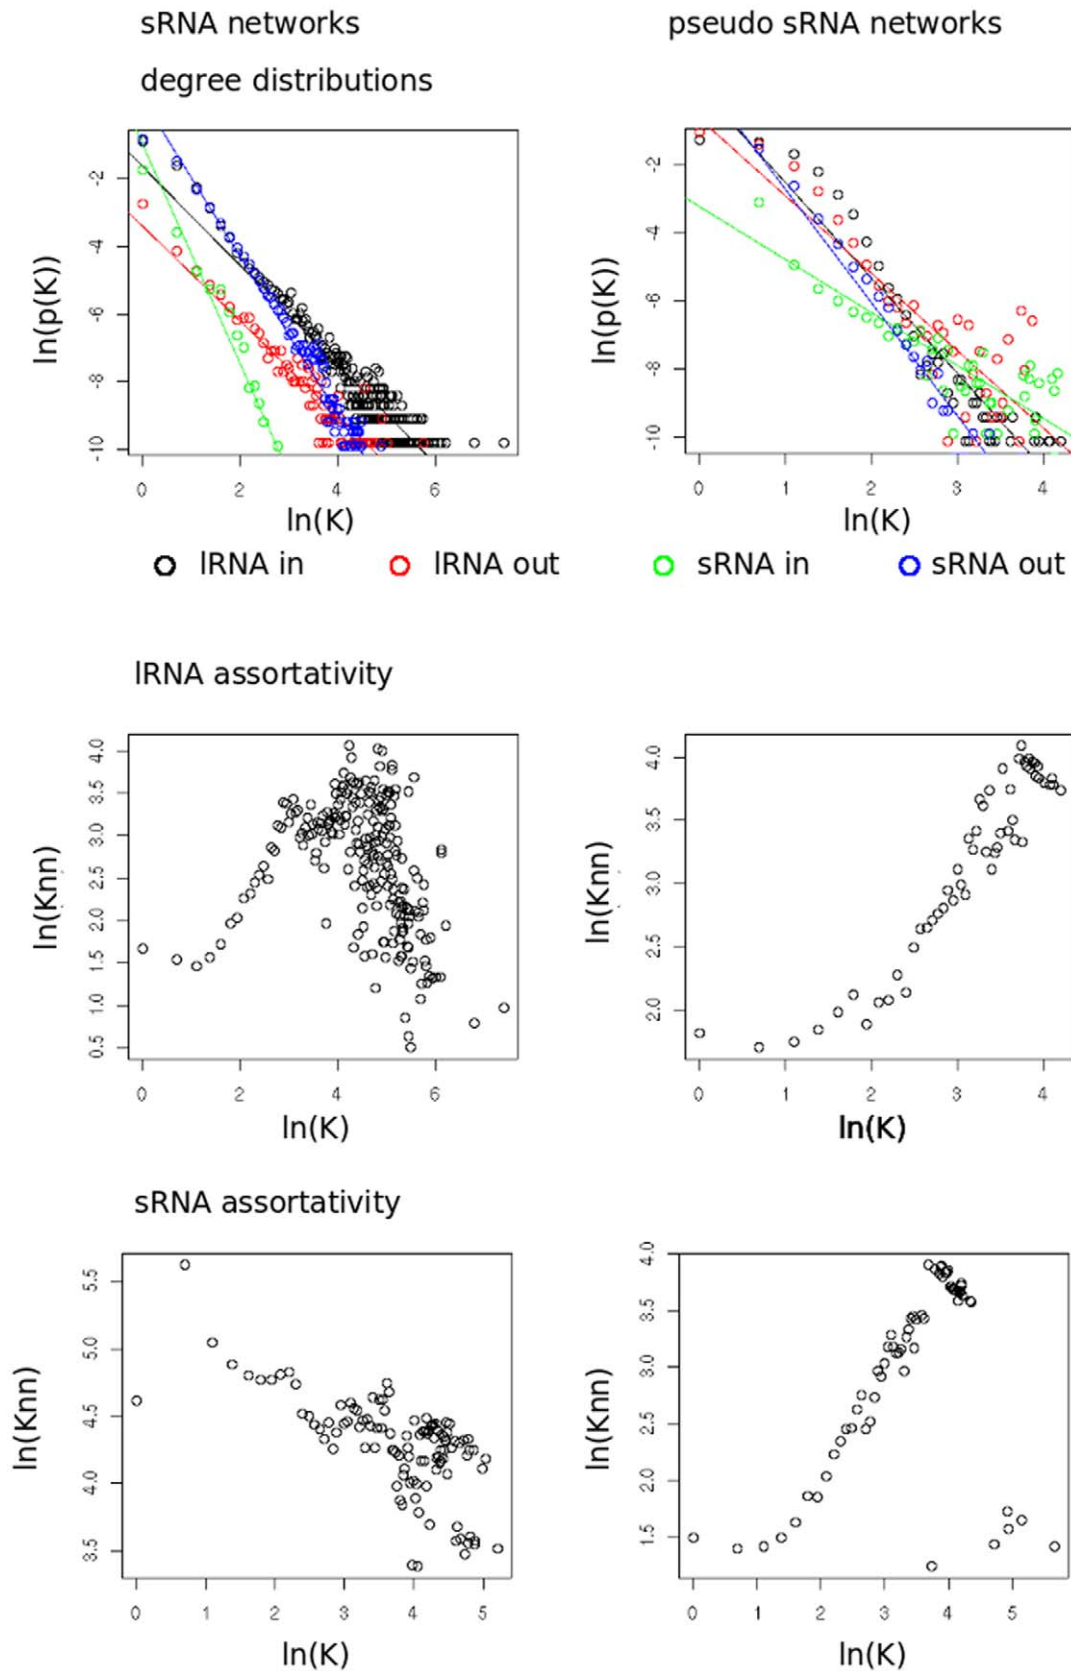 sRNA networks
pseudo sRNA networks
degree distributions
ln(p(K))
-2
-4
-6
-8
-10
0 2 4 6
ln(K)
ln(p(K))
-2
-4
-6
-8
-10
0 1 2 3 4
ln(K)
lRNA in lRNA out sRNA in sRNA out
lRNA assortativity
ln(Knn)
4.0
3.5
3.0
2.5
2.0
1.5
1.0
0.5
0 2 4 6
ln(K)
ln(Knn)
4.0
3.5
3.0
2.5
2.0
0 1 2 3 4
ln(K)
sRNA assortativity
ln(Knn)
5.5
5.0
4.5
4.0
3.5
0 1 2 3 4 5
ln(K)
ln(Knn)
4.0
3.5
3.0
2.5
2.0
1.5
0 1 2 3 4 5
ln(K)